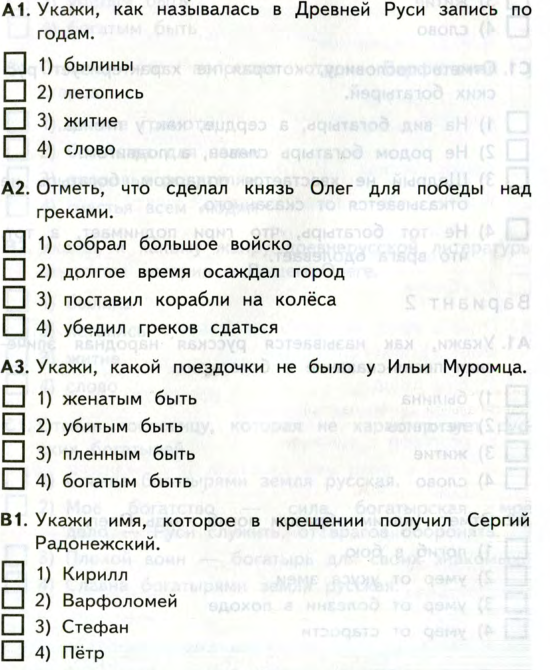 А1. Укажи, как называлась в Древней Руси запись по
годам.
1) былины
2) летопись
3) житие
4) слово
А2. Отметь, что сделал князь Олег для победы над
греками.
1) собрал большое войско
2) долгое время осаждал город
3) поставил корабли на колёса
4) убедил греков сдаться
А3. Укажи, какой поездочки не было у Ильи Муромца.
1) женатым быть
2) убитым быть
3) пленным быть
4) богатым быть
В1. Укажи имя, которое в крещении получил Сергий
Радонежский.
1) Кирилл
2) Варфоломей
3) Стефан
4) Пётр